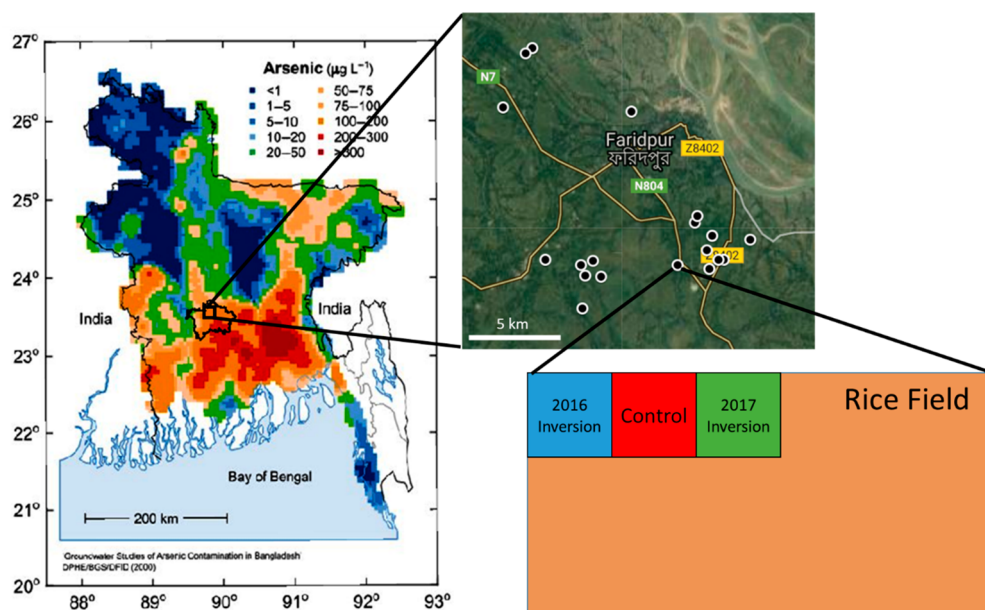 27°
26°
25°
24°
23°
22°
21°
20°
88°
89°
90°
91°
92°
93°
Arsenic (µg L⁻¹)
<1
1–5
5–10
10–20
20–50
50–75
75–100
100–200
200–300
>300
India
India
Bay of Bengal
200 km
'Groundwater Studies of Arsenic Contamination in Bangladesh'
DPHE/BGS/DFID (2000)
N7
Faridpur
ফরিদপুর
Z8402
N804
5 km
2016
Inversion
Control
2017
Inversion
Rice Field